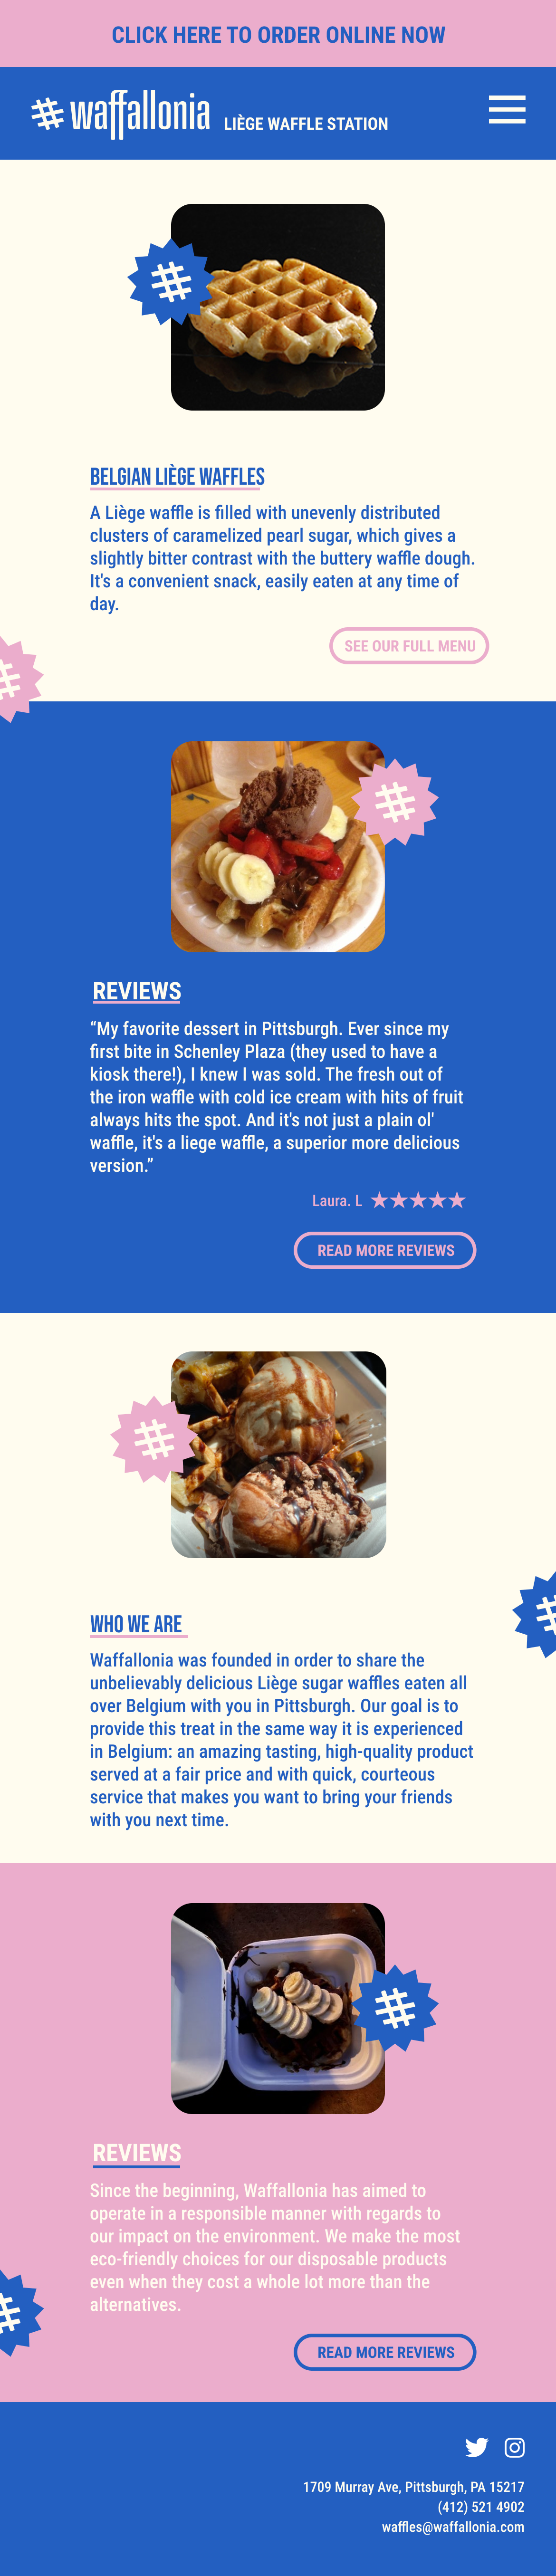 CLICK HERE TO ORDER ONLINE NOW
# waffallonia LIÈGE WAFFLE STATION
#
BELGIAN LIÈGE WAFFLES
A Liège waffle is filled with unevenly distributed
clusters of caramelized pearl sugar, which gives a
slightly bitter contrast with the buttery waffle dough.
It's a convenient snack, easily eaten at any time of
day.
SEE OUR FULL MENU
#
#
REVIEWS
“My favorite dessert in Pittsburgh. Ever since my
first bite in Schenley Plaza (they used to have a
kiosk there!), I knew I was sold. The fresh out of
the iron waffle with cold ice cream with hits of fruit
always hits the spot. And it's not just a plain ol'
waffle, it's a liege waffle, a superior more delicious
version.”
Laura. L ★★★★★
READ MORE REVIEWS
#
#
WHO WE ARE
Waffallonia was founded in order to share the
unbelievably delicious Liège sugar waffles eaten all
over Belgium with you in Pittsburgh. Our goal is to
provide this treat in the same way it is experienced
in Belgium: an amazing tasting, high-quality product
served at a fair price and with quick, courteous
service that makes you want to bring your friends
with you next time.
#
REVIEWS
Since the beginning, Waffallonia has aimed to
operate in a responsible manner with regards to
our impact on the environment. We make the most
eco-friendly choices for our disposable products
even when they cost a whole lot more than the
alternatives.
#
READ MORE REVIEWS
1709 Murray Ave, Pittsburgh, PA 15217
(412) 521 4902
waffles@waffallonia.com